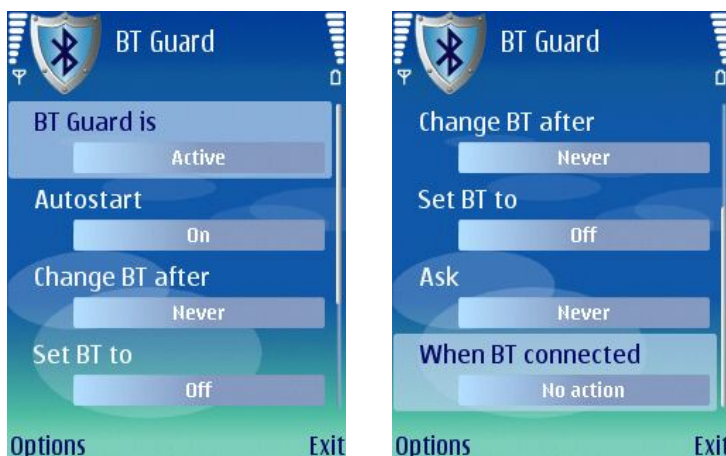 BT Guard
BT Guard is
Active
Autostart
On
Change BT after
Never
Set BT to
Off
Options Exit
BT Guard
Change BT after
Never
Set BT to
Off
Ask
Never
When BT connected
No action
Options Exit